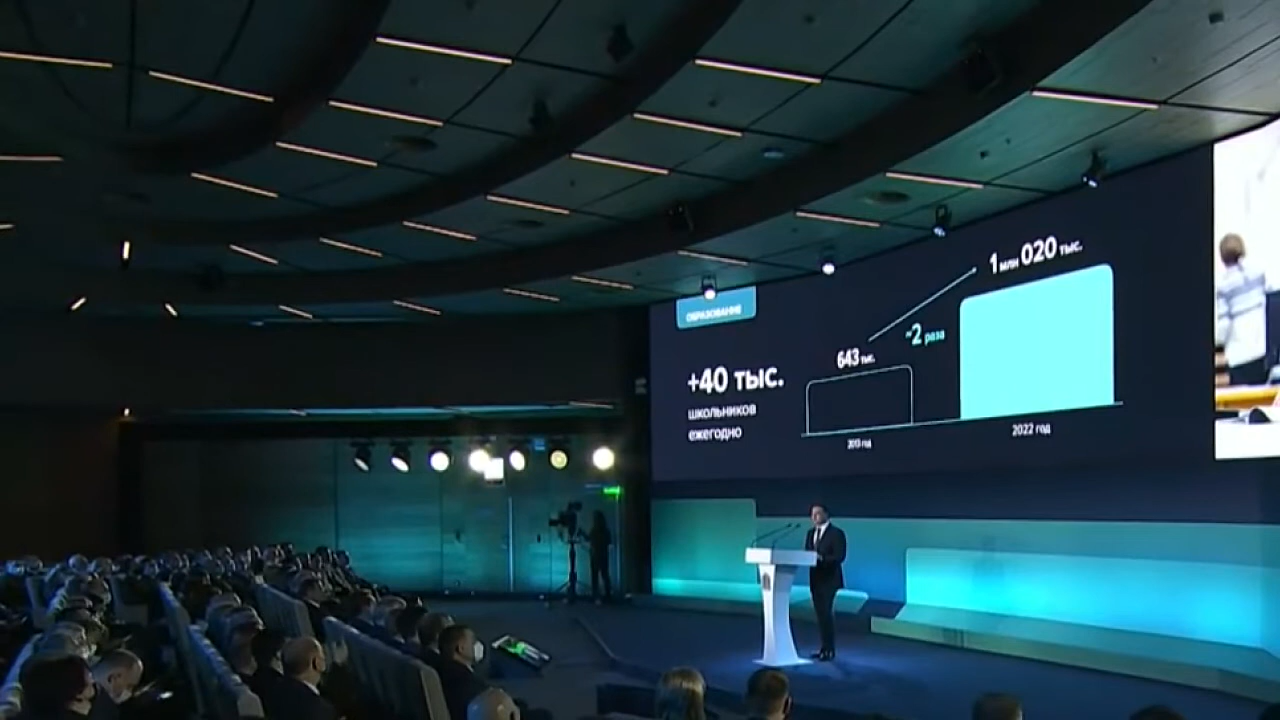 ОБРАЗОВАНИЕ
+40 тыс.
школьников
ежегодно
643 тыс.
~2 раза
1 млн 020 тыс.
2013 год
2022 год